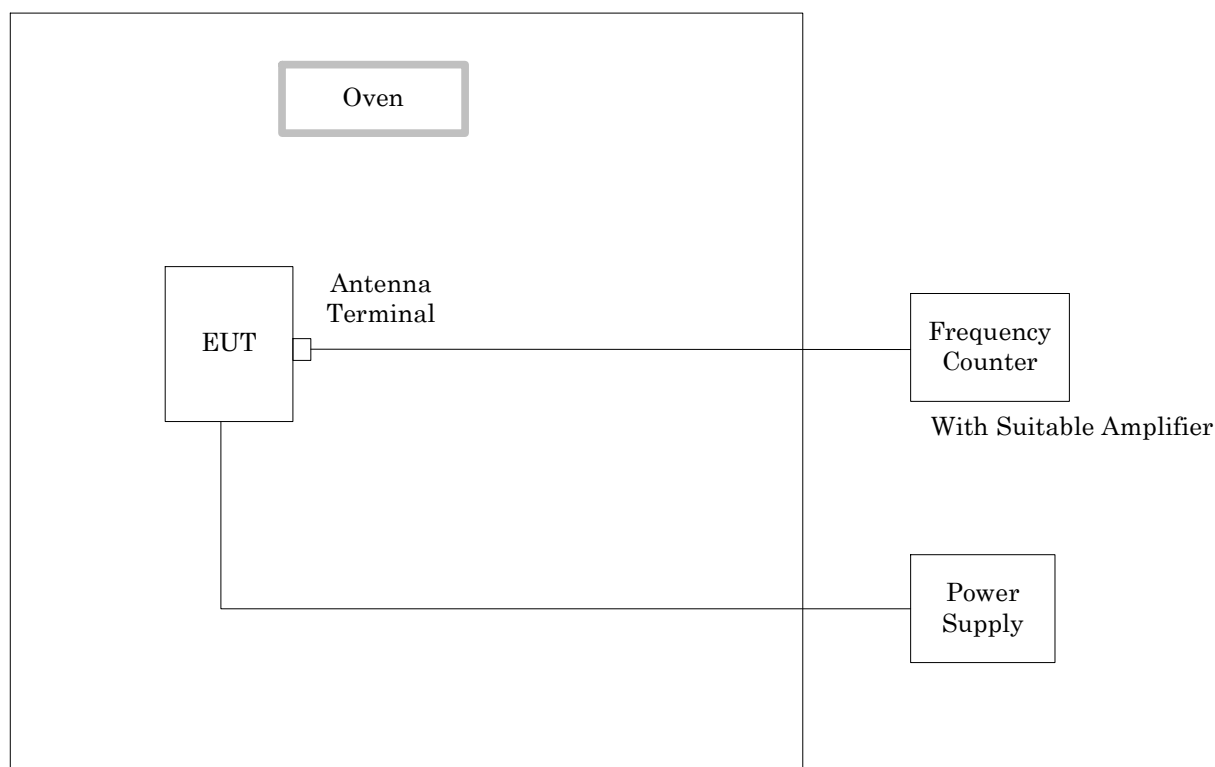 Oven
Antenna
Terminal
EUT
Frequency
Counter
With Suitable Amplifier
Power
Supply